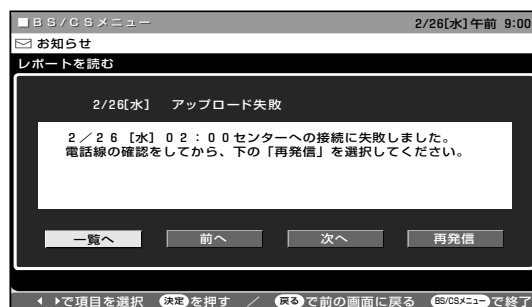 ■BS/CSメニュー 2/26[水]午前 9:00
お知らせ
レポートを読む
2/26[水] アップロード失敗
2/26 [水] 02:00センターへの接続に失敗しました。
電話線の確認をしてから、下の「再発信」を選択してください。
一覧へ 前へ 次へ 再発信
で項目を選択 決定を押す / 戻るで前の画面に戻る BS/CSメニューで終了